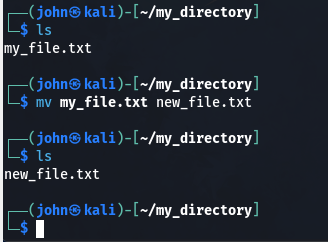 ┌──(john㉿kali)-[~/my_directory]
└─$ ls
my_file.txt
┌──(john㉿kali)-[~/my_directory]
└─$ mv my_file.txt new_file.txt
┌──(john㉿kali)-[~/my_directory]
└─$ ls
new_file.txt
┌──(john㉿kali)-[~/my_directory]
└─$